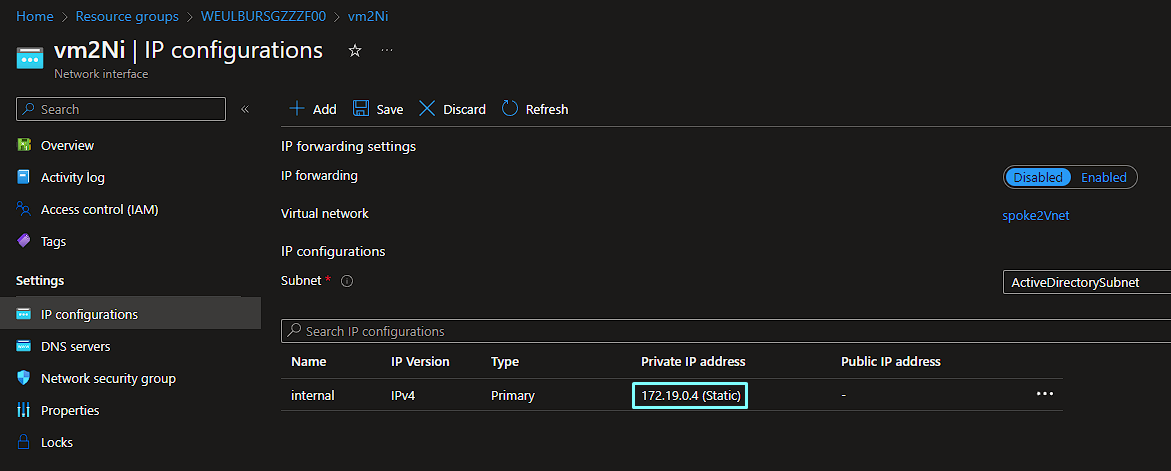 Home > Resource groups > WEULBURSGZZZF00 > vm2Ni
vm2Ni | IP configurations
Network interface
Search
Overview
Activity log
Access control (IAM)
Tags
Settings
IP configurations
DNS servers
Network security group
Properties
Locks
Add Save Discard Refresh
IP forwarding settings
IP forwarding Disabled Enabled
Virtual network spoke2Vnet
IP configurations
Subnet * ActiveDirectorySubnet
Search IP configurations
Name IP Version Type Private IP address Public IP address
internal IPv4 Primary 172.19.0.4 (Static) -